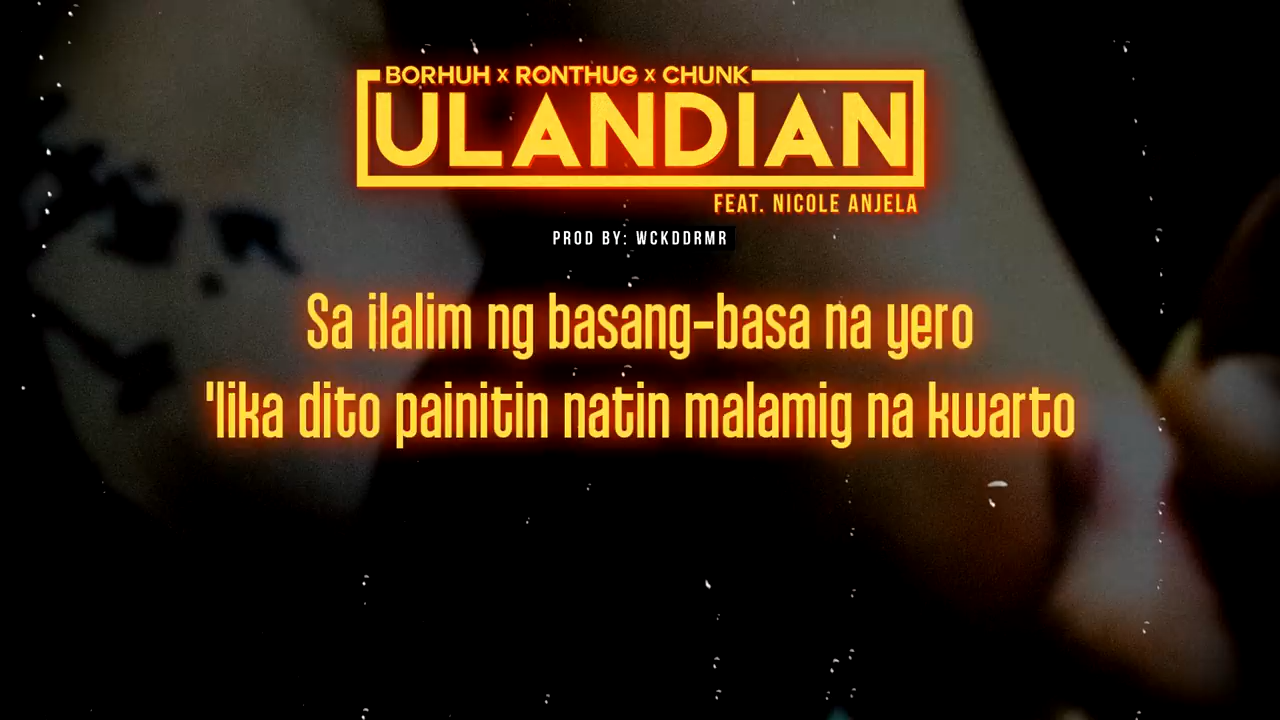 BORHUH x RONTHUG x CHUNK
ULANDIAN
FEAT. NICOLE ANJELA
PROD BY: WCKDDRMR
Sa ilalim ng basang-basa na yero
'lika dito painitin natin malamig na kwarto